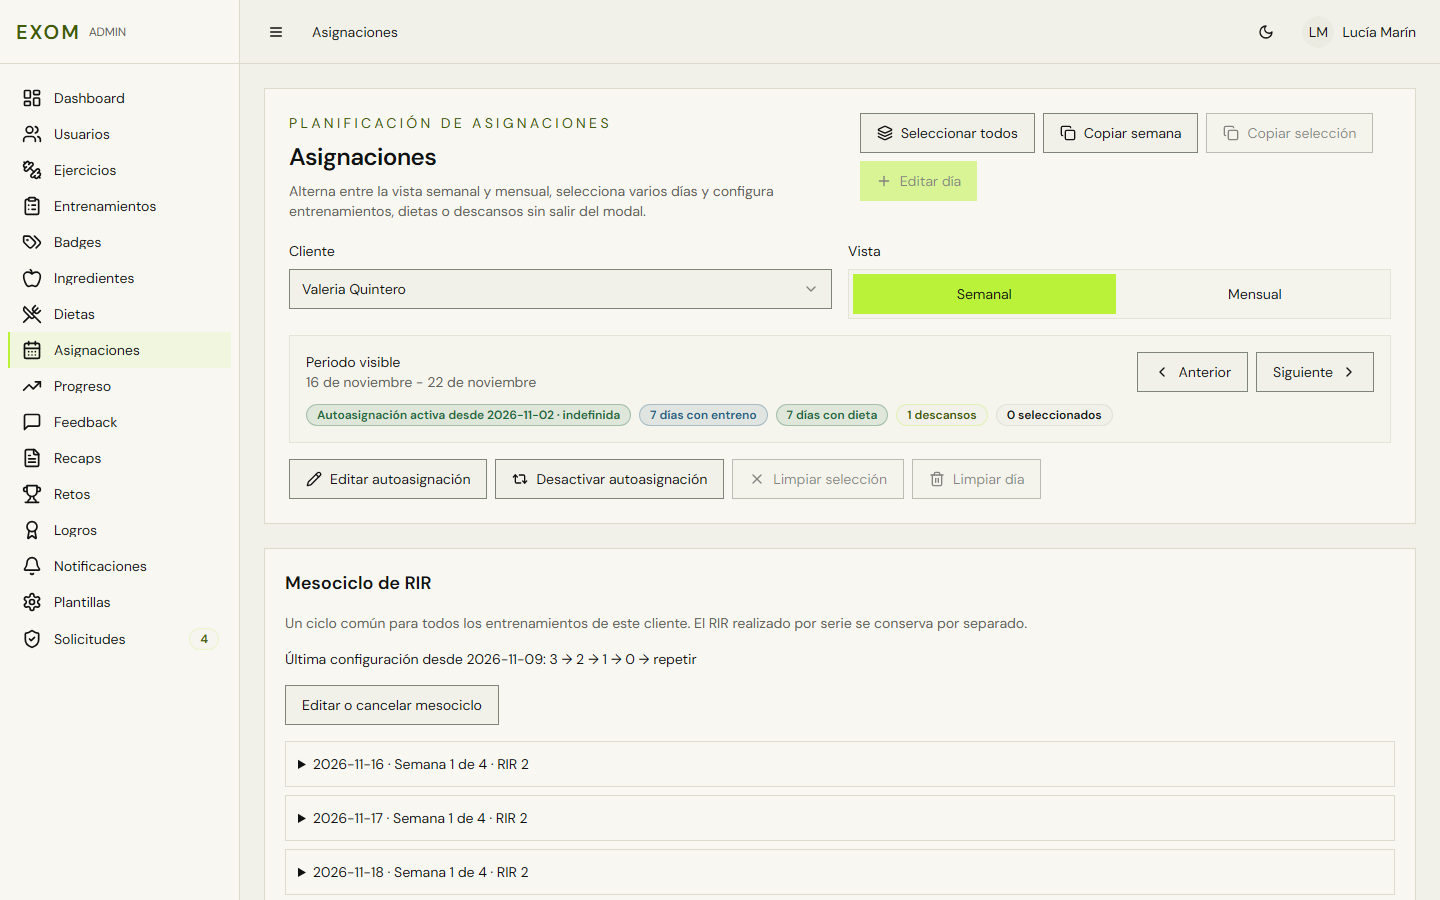 EXOM ADMIN
Asignaciones
LM Lucía Marín
Dashboard
Usuarios
Ejercicios
Entrenamientos
Badges
Ingredientes
Dietas
Asignaciones
Progreso
Feedback
Recaps
Retos
Logros
Notificaciones
Plantillas
Solicitudes 4
PLANIFICACIÓN DE ASIGNACIONES
Asignaciones
Alterna entre la vista semanal y mensual, selecciona varios días y configura
entrenamientos, dietas o descansos sin salir del modal.
Seleccionar todos Copiar semana Copiar selección
Editar día
Cliente
Valeria Quintero
Vista
Semanal Mensual
Periodo visible
16 de noviembre - 22 de noviembre
Anterior Siguiente
Autoasignación activa desde 2026-11-02 · indefinida 7 días con entreno 7 días con dieta 1 descansos 0 seleccionados
Editar autoasignación Desactivar autoasignación Limpiar selección Limpiar día
Mesociclo de RIR
Un ciclo común para todos los entrenamientos de este cliente. El RIR realizado por serie se conserva por separado.
Última configuración desde 2026-11-09: 3 → 2 → 1 → 0 → repetir
Editar o cancelar mesociclo
2026-11-16 · Semana 1 de 4 · RIR 2
2026-11-17 · Semana 1 de 4 · RIR 2
2026-11-18 · Semana 1 de 4 · RIR 2